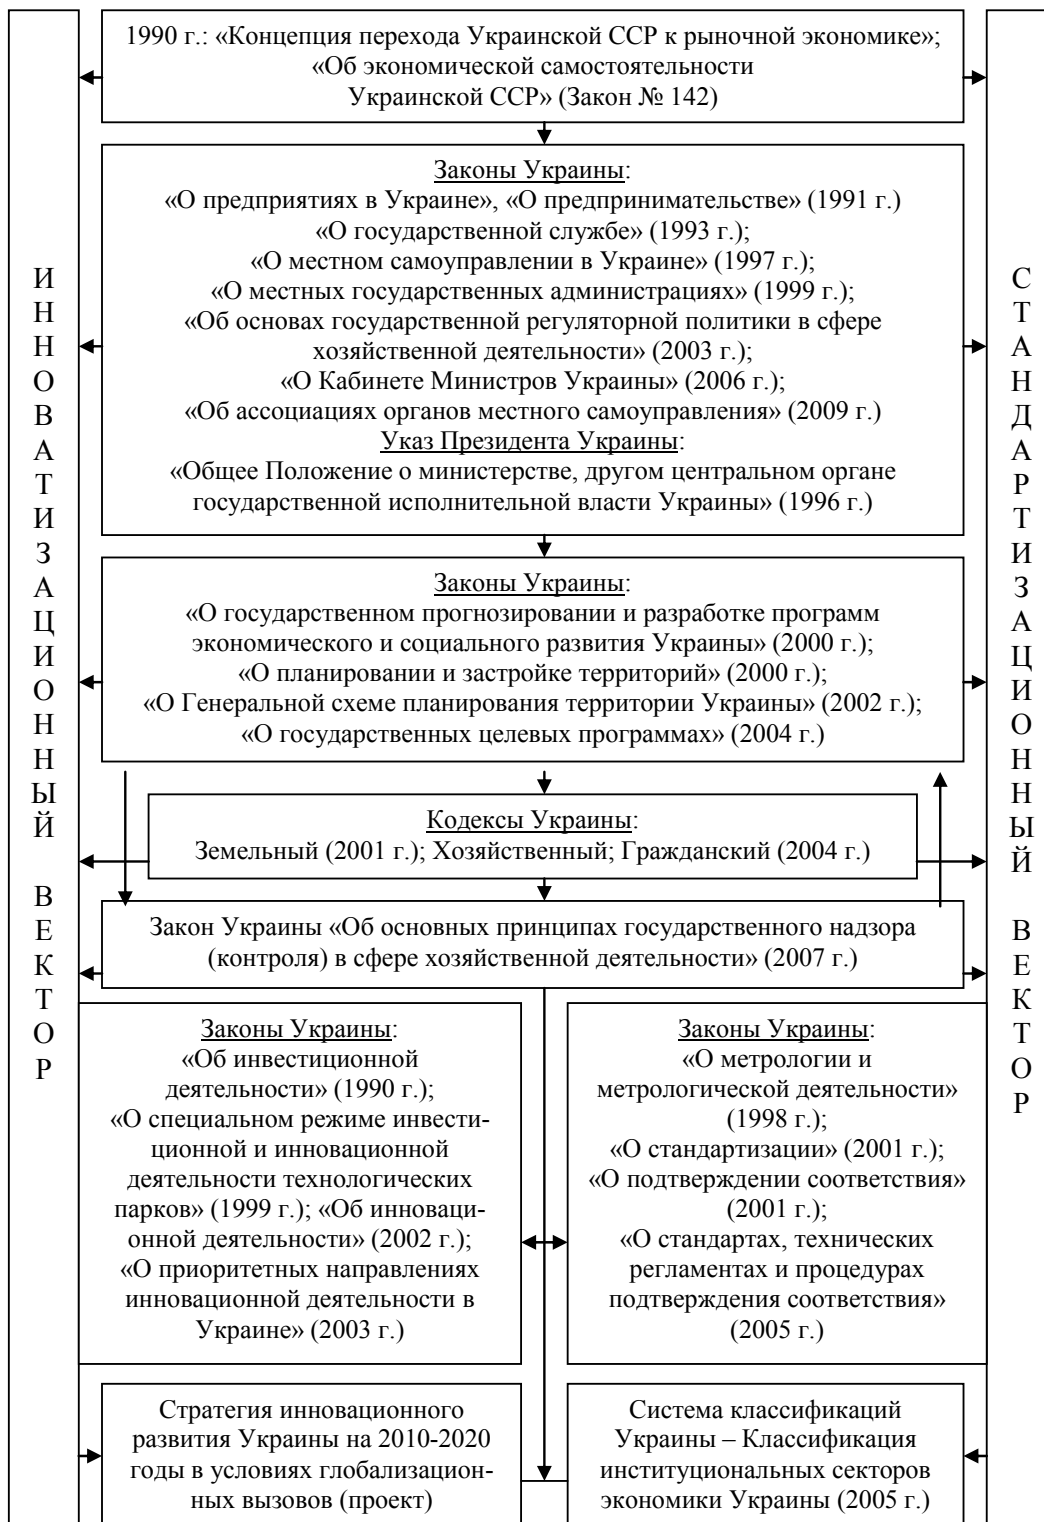 1990 г.: «Концепция перехода Украинской ССР к рыночной экономике»;
«Об экономической самостоятельности
Украинской ССР» (Закон № 142)
Законы Украины:
«О предприятиях в Украине», «О предпринимательстве» (1991 г.)
«О государственной службе» (1993 г.);
«О местном самоуправлении в Украине» (1997 г.);
«О местных государственных администрациях» (1999 г.);
«Об основах государственной регуляторной политики в сфере
хозяйственной деятельности» (2003 г.);
«О Кабинете Министров Украины» (2006 г.);
«Об ассоциациях органов местного самоуправления» (2009 г.)
Указ Президента Украины:
«Общее Положение о министерстве, другом центральном органе
государственной исполнительной власти Украины» (1996 г.)
ИННОВАТИЗАЦИОННЫЙ ВЕКТОР
СТАНДАРТИЗАЦИОННЫЙ ВЕКТОР
Законы Украины:
«О государственном прогнозировании и разработке программ
экономического и социального развития Украины» (2000 г.);
«О планировании и застройке территорий» (2000 г.);
«О Генеральной схеме планирования территории Украины» (2002 г.);
«О государственных целевых программах» (2004 г.)
Кодексы Украины:
Земельный (2001 г.); Хозяйственный; Гражданский (2004 г.)
Закон Украины «Об основных принципах государственного надзора
(контроля) в сфере хозяйственной деятельности» (2007 г.)
Законы Украины:
«Об инвестиционной
деятельности» (1990 г.);
«О специальном режиме инвести-
ционной и инновационной
деятельности технологических
парков» (1999 г.); «Об инноваци-
онной деятельности» (2002 г.);
«О приоритетных направлениях
инновационной деятельности в
Украине» (2003 г.)
Законы Украины:
«О метрологии и
метрологической деятельности»
(1998 г.);
«О стандартизации» (2001 г.);
«О подтверждении соответствия»
(2001 г.);
«О стандартах, технических
регламентах и процедурах
подтверждения соответствия»
(2005 г.)
Стратегия инновационного
развития Украины на 2010-2020
годы в условиях глобализацион-
ных вызовов (проект)
Система классификаций
Украины – Классификация
институциональных секторов
экономики Украины (2005 г.)